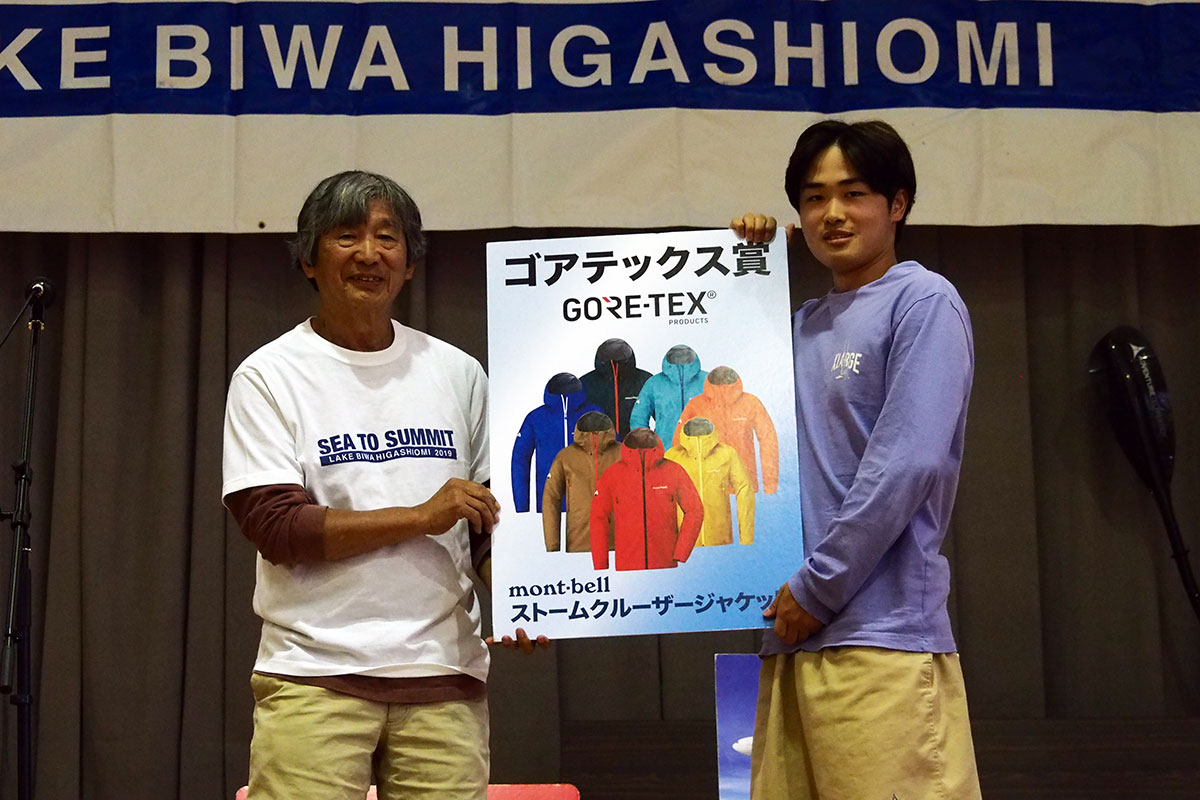 LAKE BIWA HIGASHIOMI
ゴアテックス賞
GORE-TEX®
PRODUCTS
mont-bell
ストームクルーザージャケット
SEA TO SUMMIT
LAKE BIWA HIGASHIOMI 2019
XLARGE